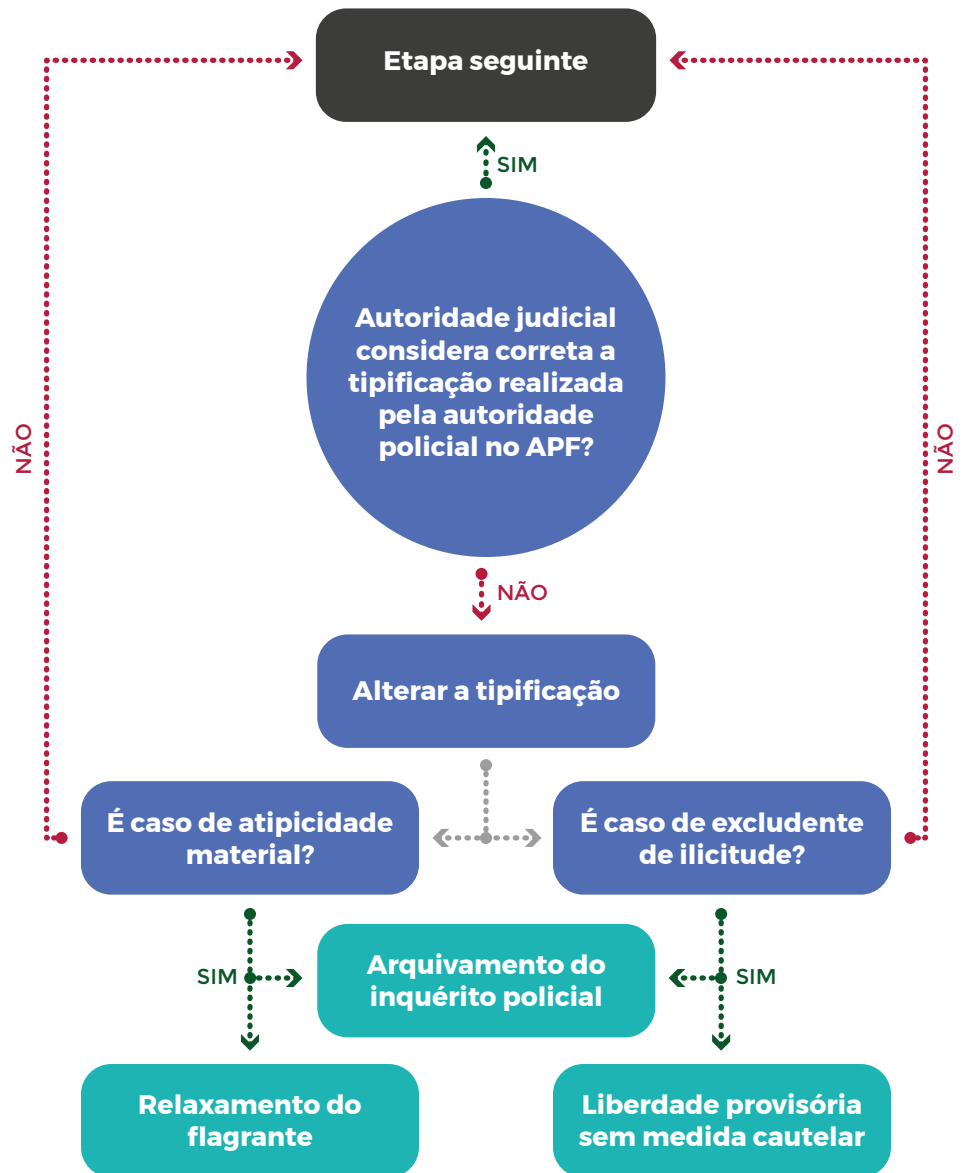 Etapa seguinte
SIM
Autoridade judicial
considera correta a
tipificação realizada
pela autoridade
policial no APF?
NÃO
NÃO
NÃO
Alterar a tipificação
É caso de atipicidade
material?
É caso de excludente
de ilicitude?
SIM
Arquivamento do
inquérito policial
SIM
Relaxamento do
flagrante
Liberdade provisória
sem medida cautelar